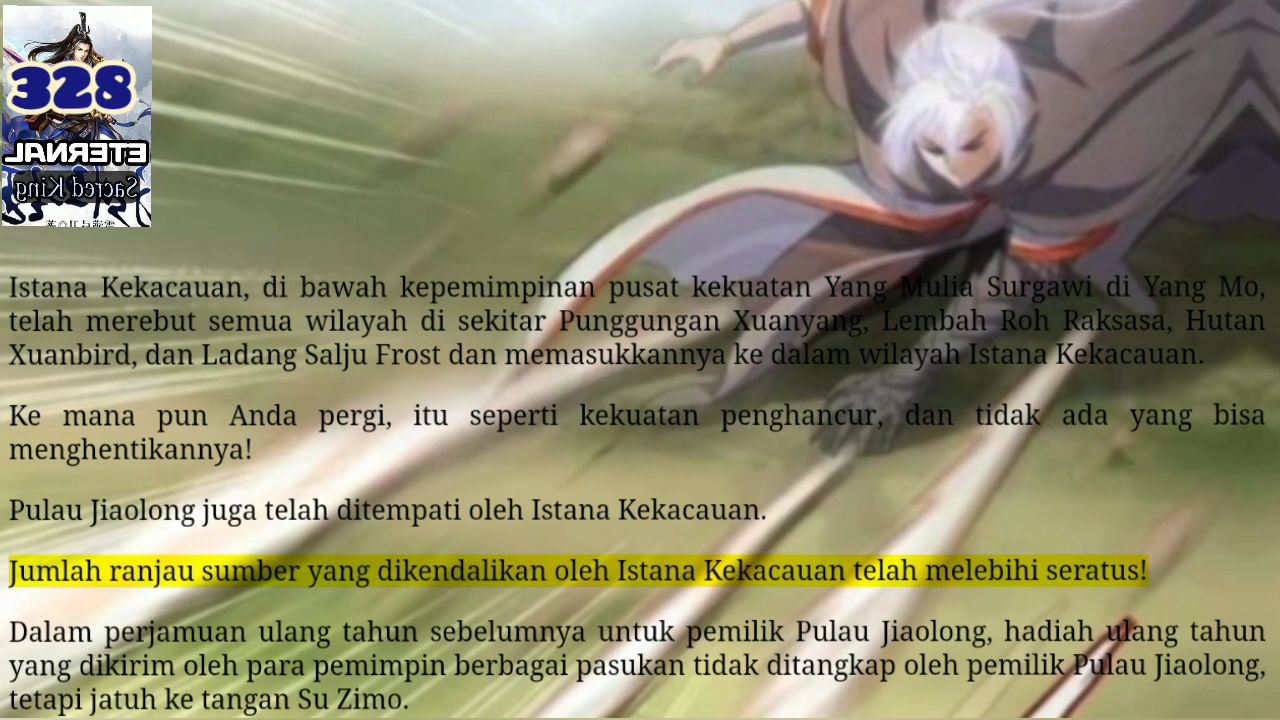 328
ETERNAL
Sacred King
Istana Kekacauan, di bawah kepemimpinan pusat kekuatan Yang Mulia Surgawi di Yang Mo,
telah merebut semua wilayah di sekitar Punggungan Xuanyang, Lembah Roh Raksasa, Hutan
Xuanbird, dan Ladang Salju Frost dan memasukkannya ke dalam wilayah Istana Kekacauan.
Ke mana pun Anda pergi, itu seperti kekuatan penghancur, dan tidak ada yang bisa
menghentikannya!
Pulau Jiaolong juga telah ditempati oleh Istana Kekacauan.
Jumlah ranjau sumber yang dikendalikan oleh Istana Kekacauan telah melebihi seratus!
Dalam perjamuan ulang tahun sebelumnya untuk pemilik Pulau Jiaolong, hadiah ulang tahun
yang dikirim oleh para pemimpin berbagai pasukan tidak ditangkap oleh pemilik Pulau Jiaolong,
tetapi jatuh ke tangan Su Zimo.